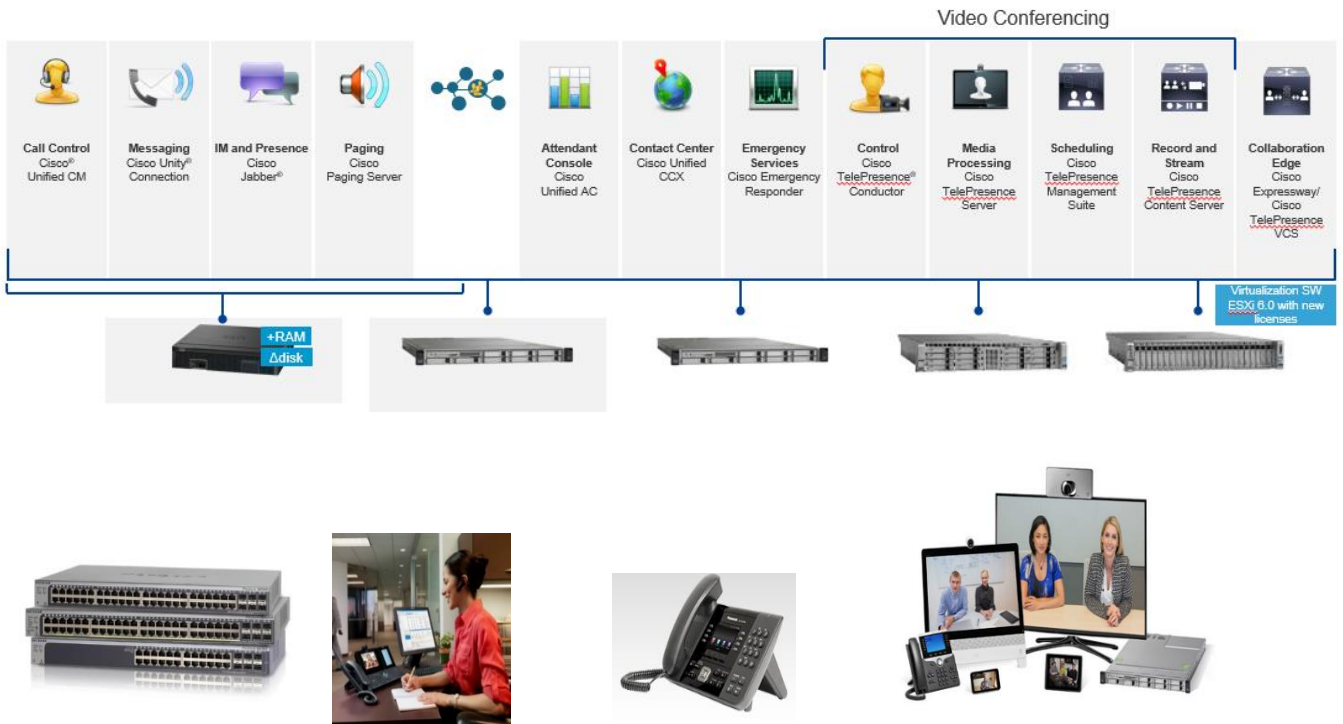 Video Conferencing
Call Control
Cisco®
Unified CM
Messaging
Cisco Unity®
Connection
IM and Presence
Cisco
Jabber®
Paging
Cisco
Paging Server
Attendant
Console
Cisco
Unified AC
Contact Center
Cisco Unified
CCX
Emergency
Services
Cisco Emergency
Responder
Control
Cisco
TelePresence®
Conductor
Media
Processing
Cisco
TelePresence
Server
Scheduling
Cisco
TelePresence
Management
Suite
Record and
Stream
Cisco
TelePresence
Content Server
Collaboration
Edge
Cisco
Expressway/
Cisco
TelePresence
VCS
Virtualization SW
ESXi 6.0 with new
licenses
+RAM
Δdisk